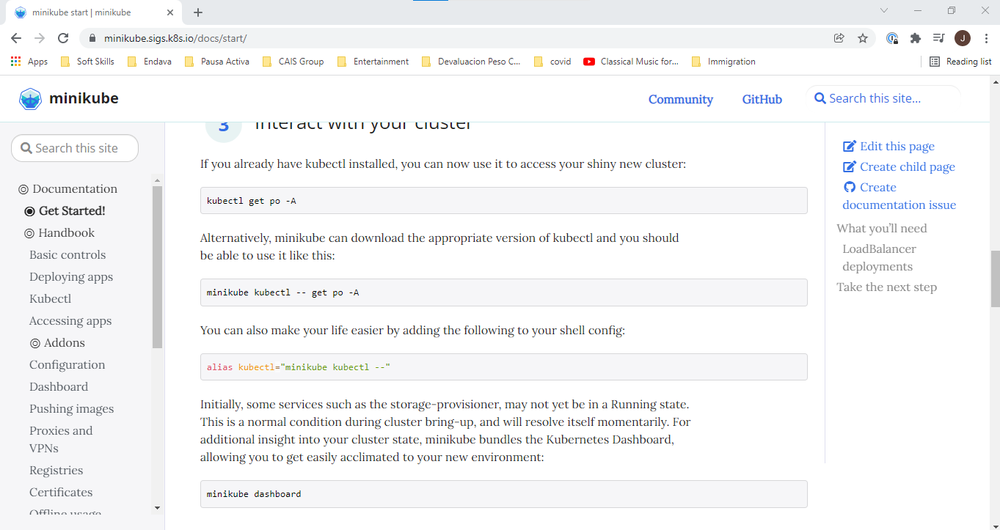 minikube start | minikube
minikube.sigs.k8s.io/docs/start/
J
Apps
Soft Skills
Endava
Pausa Activa
CAIS Group
Entertainment
Devaluacion Peso C...
covid
Classical Music for...
Immigration
Reading list
minikube
Community
GitHub
Search this site…
Search this site
Documentation
Get Started!
Handbook
Basic controls
Deploying apps
Kubectl
Accessing apps
Addons
Configuration
Dashboard
Pushing images
Proxies and
VPNs
Registries
Certificates
Offline usage
3
Interact with your cluster
If you already have kubectl installed, you can now use it to access your shiny new cluster:
kubectl get po -A
Alternatively, minikube can download the appropriate version of kubectl and you should
be able to use it like this:
minikube kubectl -- get po -A
You can also make your life easier by adding the following to your shell config:
alias kubectl="minikube kubectl --"
Initially, some services such as the storage-provisioner, may not yet be in a Running state.
This is a normal condition during cluster bring-up, and will resolve itself momentarily. For
additional insight into your cluster state, minikube bundles the Kubernetes Dashboard,
allowing you to get easily acclimated to your new environment:
minikube dashboard
Edit this page
Create child page
Create
documentation issue
What you’ll need
LoadBalancer
deployments
Take the next step